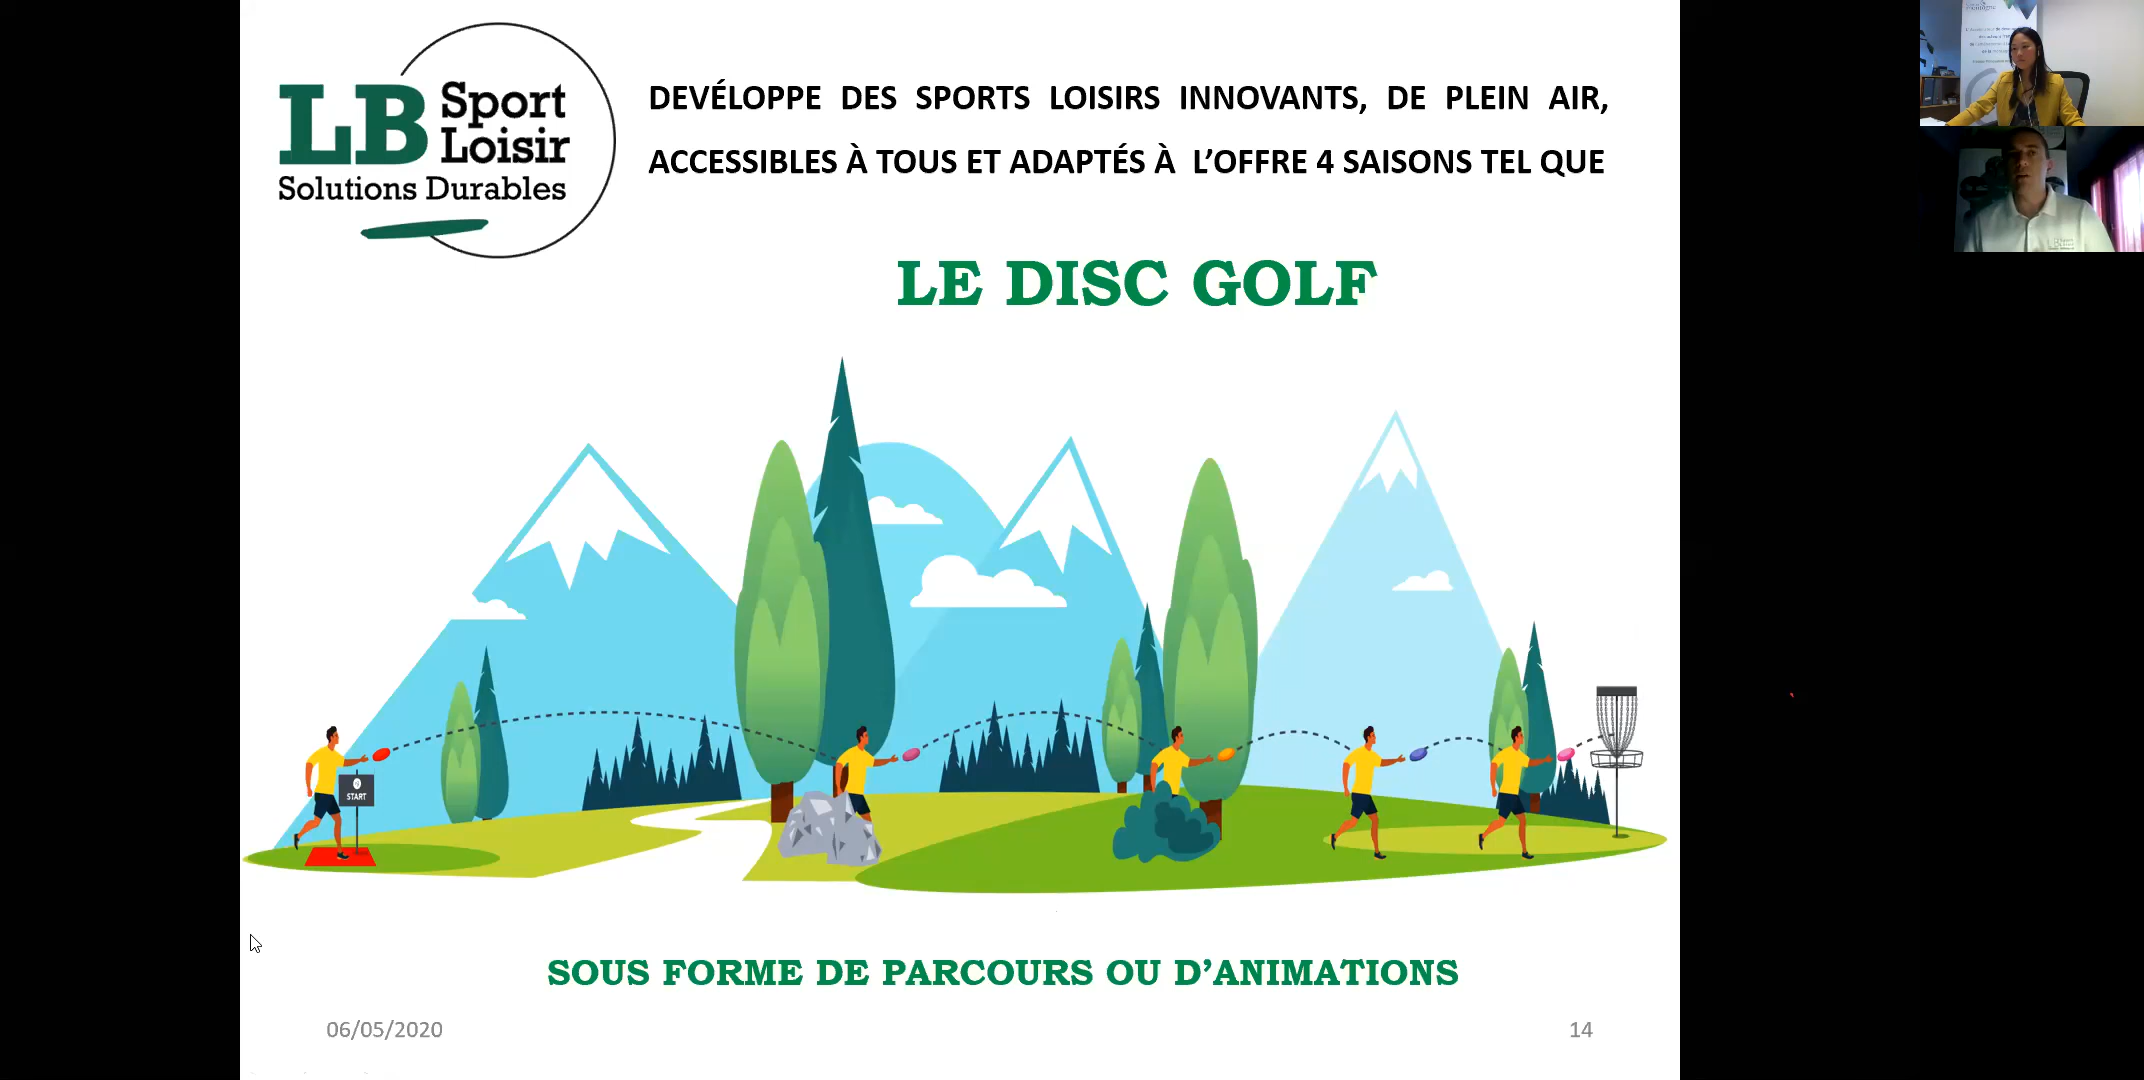 LB Sport
Loisir
Solutions Durables
DEVÉLOPPE DES SPORTS LOISIRS INNOVANTS, DE PLEIN AIR,
ACCESSIBLES À TOUS ET ADAPTÉS À L’OFFRE 4 SAISONS TEL QUE
LE DISC GOLF
START
SOUS FORME DE PARCOURS OU D’ANIMATIONS
06/05/2020
14